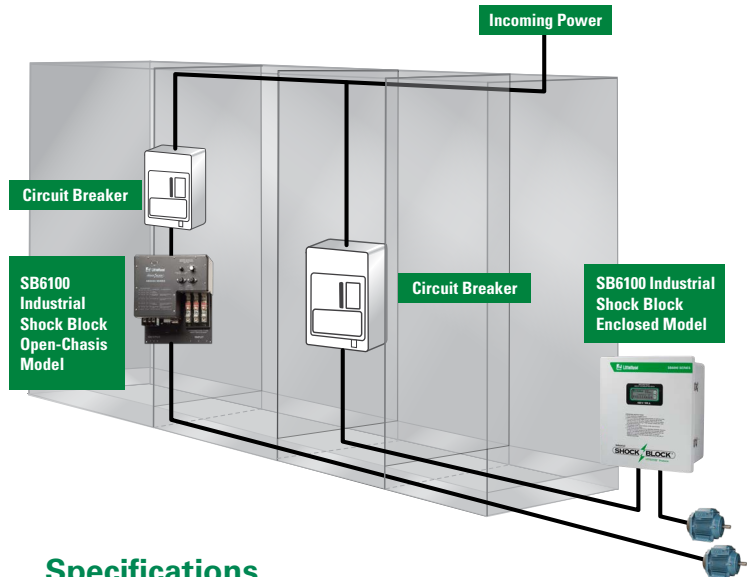 Incoming Power
Circuit Breaker
SB6100
Industrial
Shock Block
Open-Chasis
Model
Circuit Breaker
SB6100 Industrial
Shock Block
Enclosed Model
Littelfuse
SHOCK BLOCK
Specifications